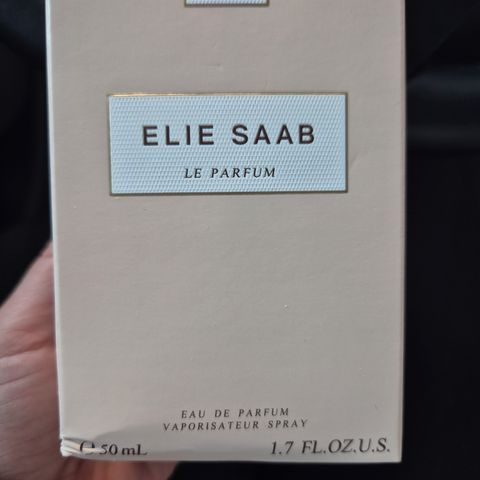 ELIE SAAB
LE PARFUM
EAU DE PARFUM
VAPORISATEUR SPRAY
℮ 50 mL 1.7 FL.OZ.U.S.